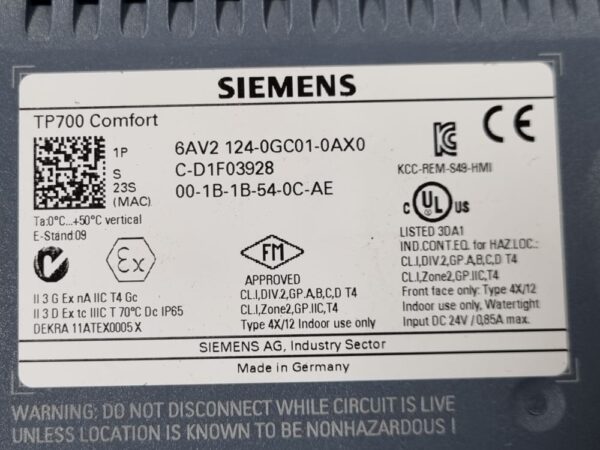 SIEMENS
TP700 Comfort
1P 6AV2 124-0GC01-0AX0
S C-D1F03928
23S (MAC) 00-1B-1B-54-0C-AE
Ta:0°C...+50°C vertical
E-Stand:09
KCC-REM-S49-HMI
CE
c UL us
LISTED 3DA1
IND.CONT.EQ. for HAZ.LOC.:
CL.I,DIV.2,GP.A,B,C,D T4
CL.I,Zone2,GP.IIC,T4
Front face only: Type 4X/12
Indoor use only, Watertight
Input DC 24V / 0,85A max.
Ex
FM
APPROVED
CL.I,DIV.2,GP.A,B,C,D T4
CL.I,Zone2,GP.IIC,T4
Type 4X/12 Indoor use only
II 3 G Ex nA IIC T4 Gc
II 3 D Ex tc IIIC T 70°C Dc IP65
DEKRA 11ATEX0005 X
SIEMENS AG, Industry Sector
Made in Germany
WARNING: DO NOT DISCONNECT WHILE CIRCUIT IS LIVE
UNLESS LOCATION IS KNOWN TO BE NONHAZARDOUS !